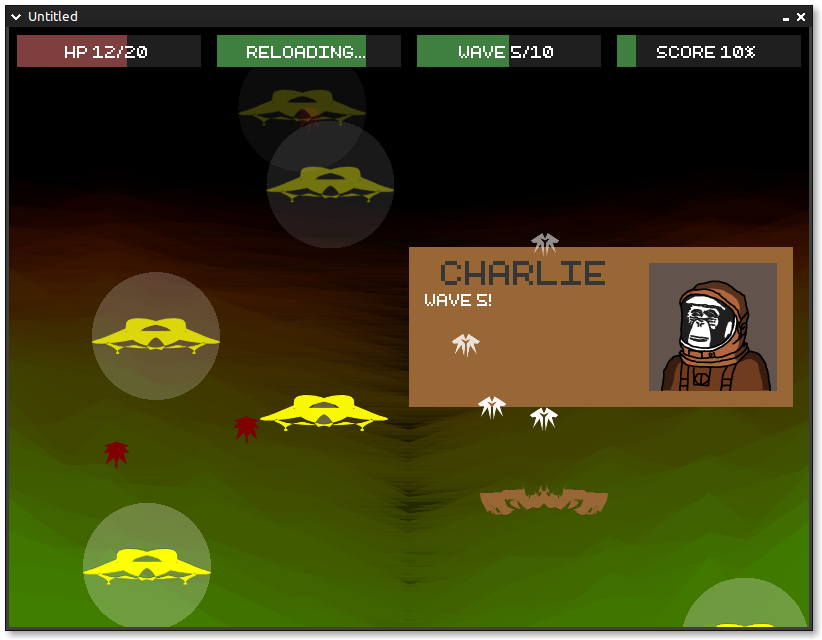 Untitled
HP 12/20
RELOADING...
WAVE 5/10
SCORE 10%
CHARLIE
WAVE 5!